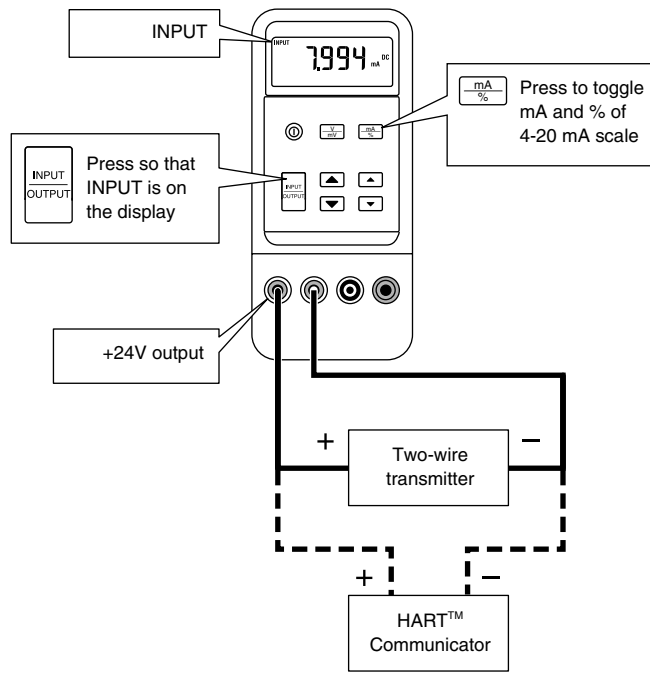 INPUT
INPUT
7.994
mA
DC
mA
%
Press to toggle
mA and % of
4-20 mA scale
V
mV
mA
%
INPUT
OUTPUT
Press so that
INPUT is on
the display
INPUT
OUTPUT
+24V output
+
Two-wire
transmitter
−
+
HART™
Communicator
−